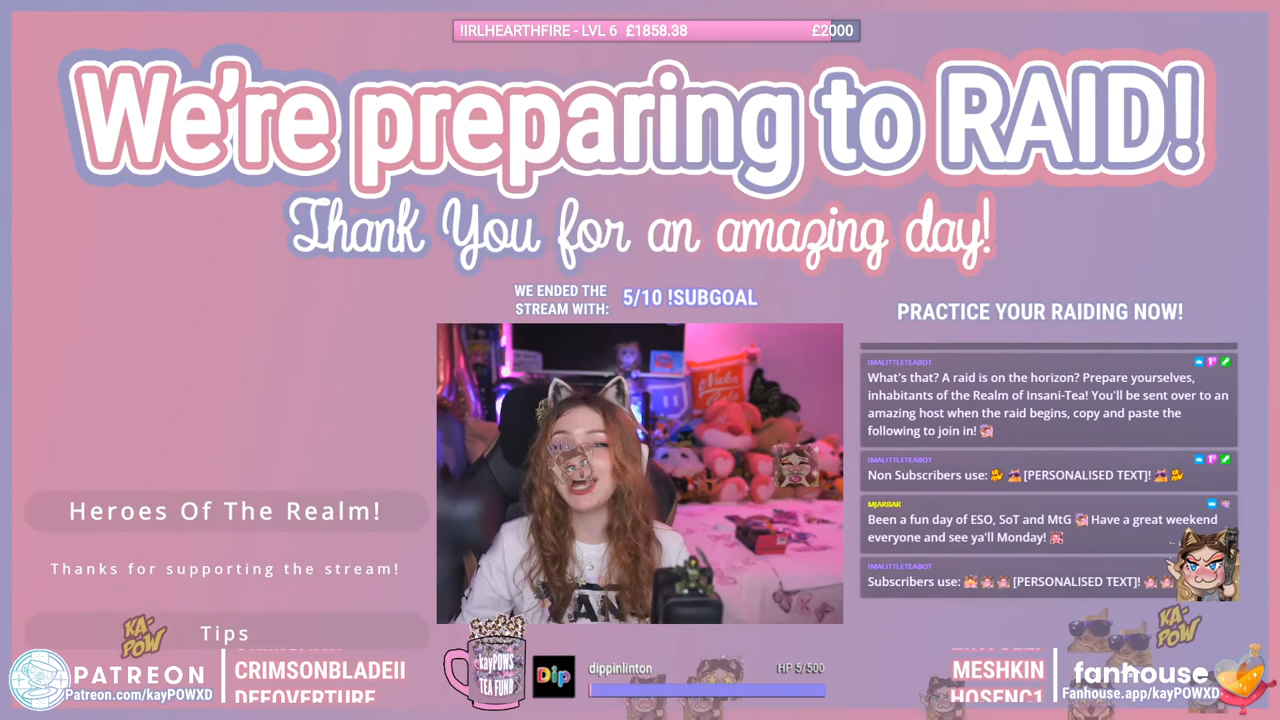 !IRLHEARTHFIRE - LVL 6 £1858.38 £2000
We're preparing to RAID!
Thank You for an amazing day!
WE ENDED THE
STREAM WITH:
5/10 !SUBGOAL
PRACTICE YOUR RAIDING NOW!
IMALITTLETEABOT
What's that? A raid is on the horizon? Prepare yourselves,
inhabitants of the Realm of Insani-Tea! You'll be sent over to an
amazing host when the raid begins, copy and paste the
following to join in!
IMALITTLETEABOT
Non Subscribers use: [PERSONALISED TEXT]!
MJARBAR
Been a fun day of ESO, SoT and MtG Have a great weekend
everyone and see ya'll Monday!
IMALITTLETEABOT
Subscribers use: [PERSONALISED TEXT]!
Heroes Of The Realm!
Thanks for supporting the stream!
Tips
KA-
POW
PATREON
Patreon.com/kayPOWXD
CRIMSONBLADEII
DEEOVERTURE
kayPOWS
TEA FUND
Dip
dippinlinton
HP 5/500
MESHKIN
HOSENC1
KA-
POW
fanhouse
Fanhouse.app/kayPOWXD
Nuka